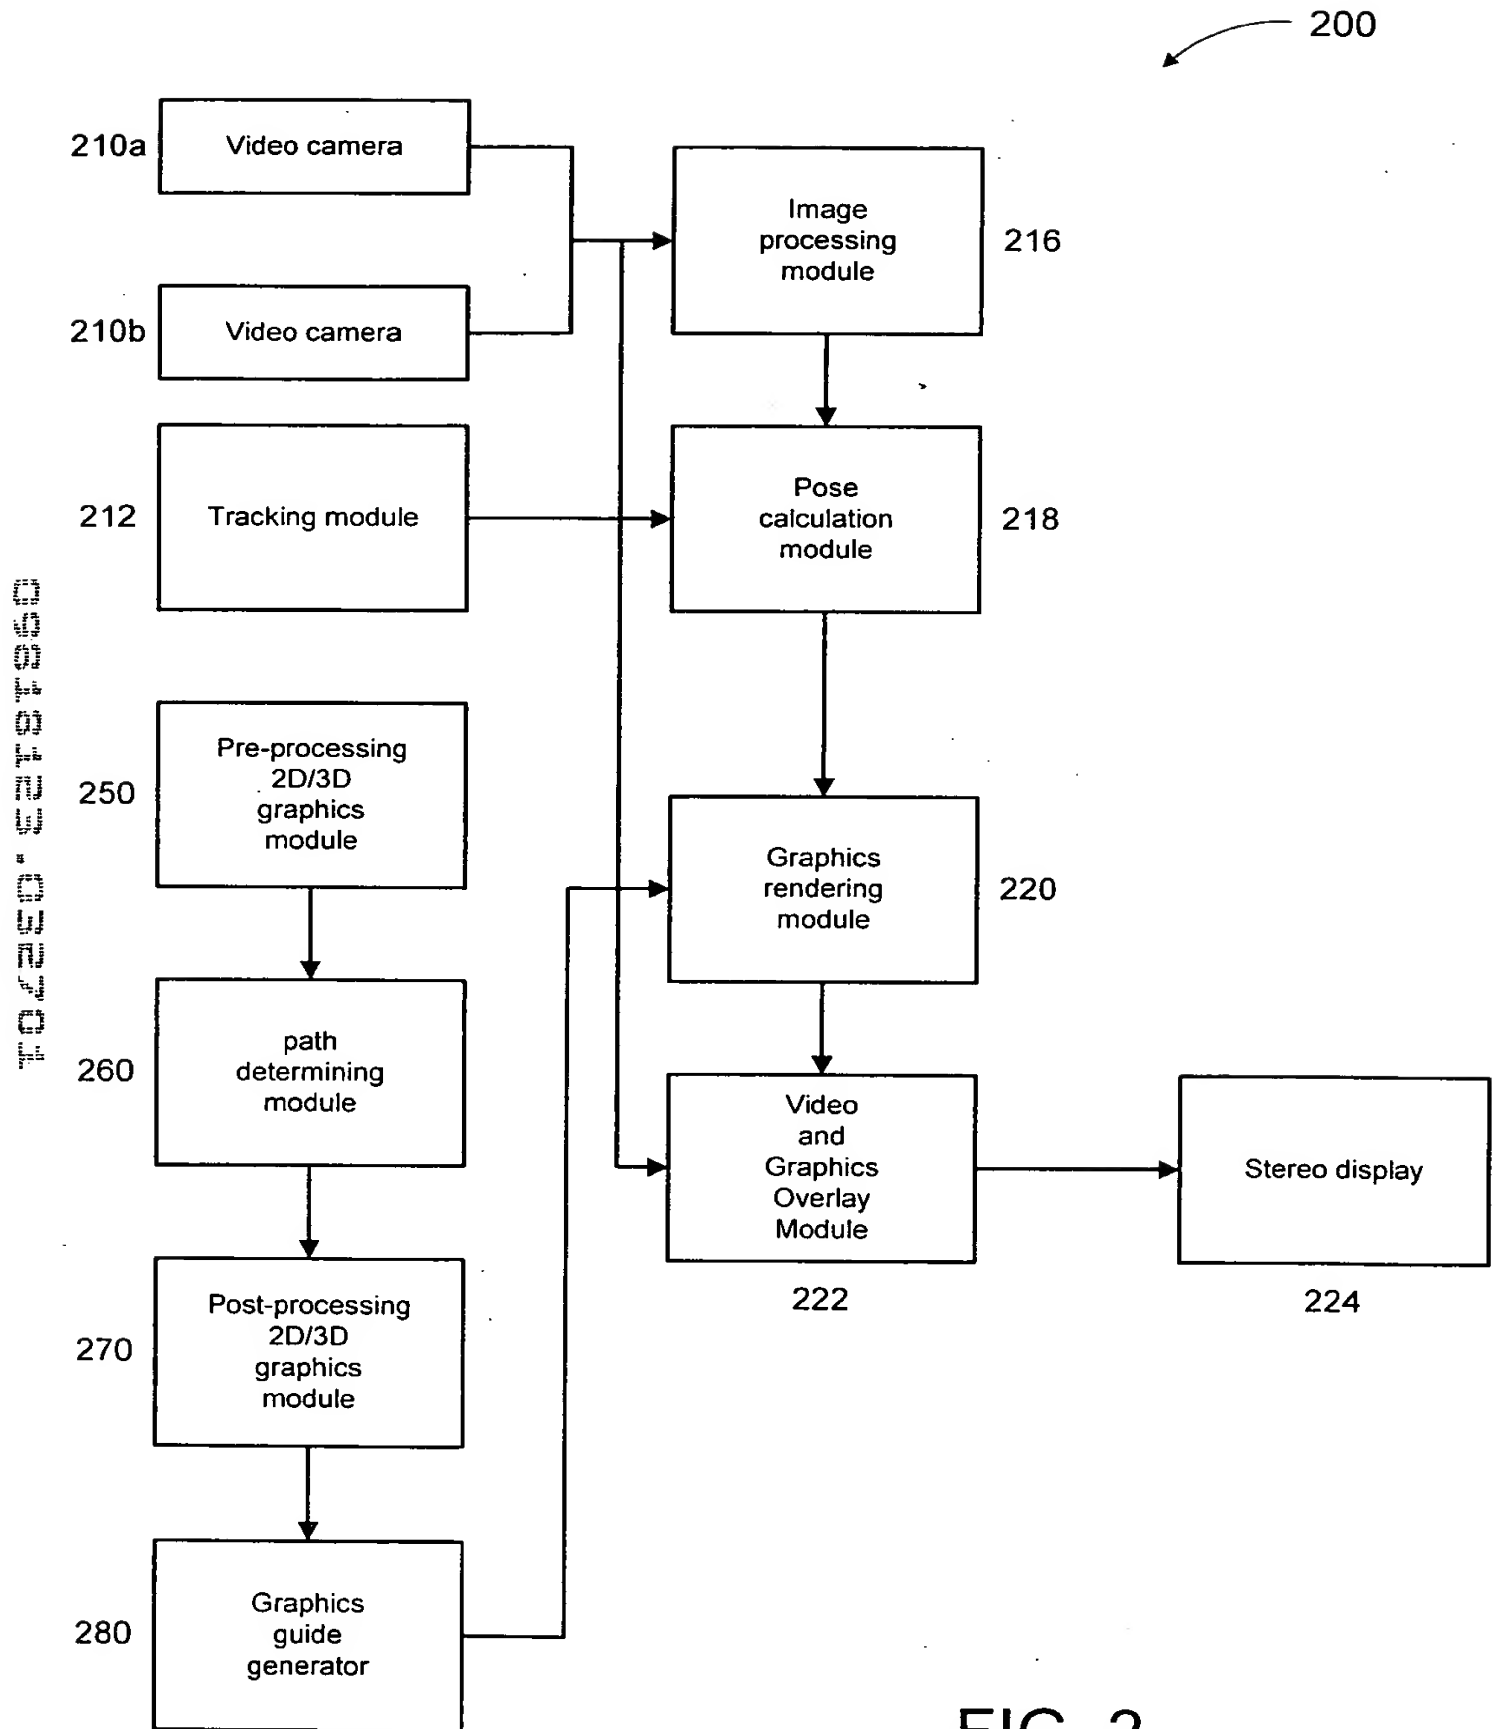 200
210a
Video camera
Image
processing
module
216
210b
Video camera
212
Tracking module
Pose
calculation
module
218
250
Pre-processing
2D/3D
graphics
module
Graphics
rendering
module
220
260
path
determining
module
Video
and
Graphics
Overlay
Module
222
Stereo display
224
270
Post-processing
2D/3D
graphics
module
280
Graphics
guide
generator
FIG. 2